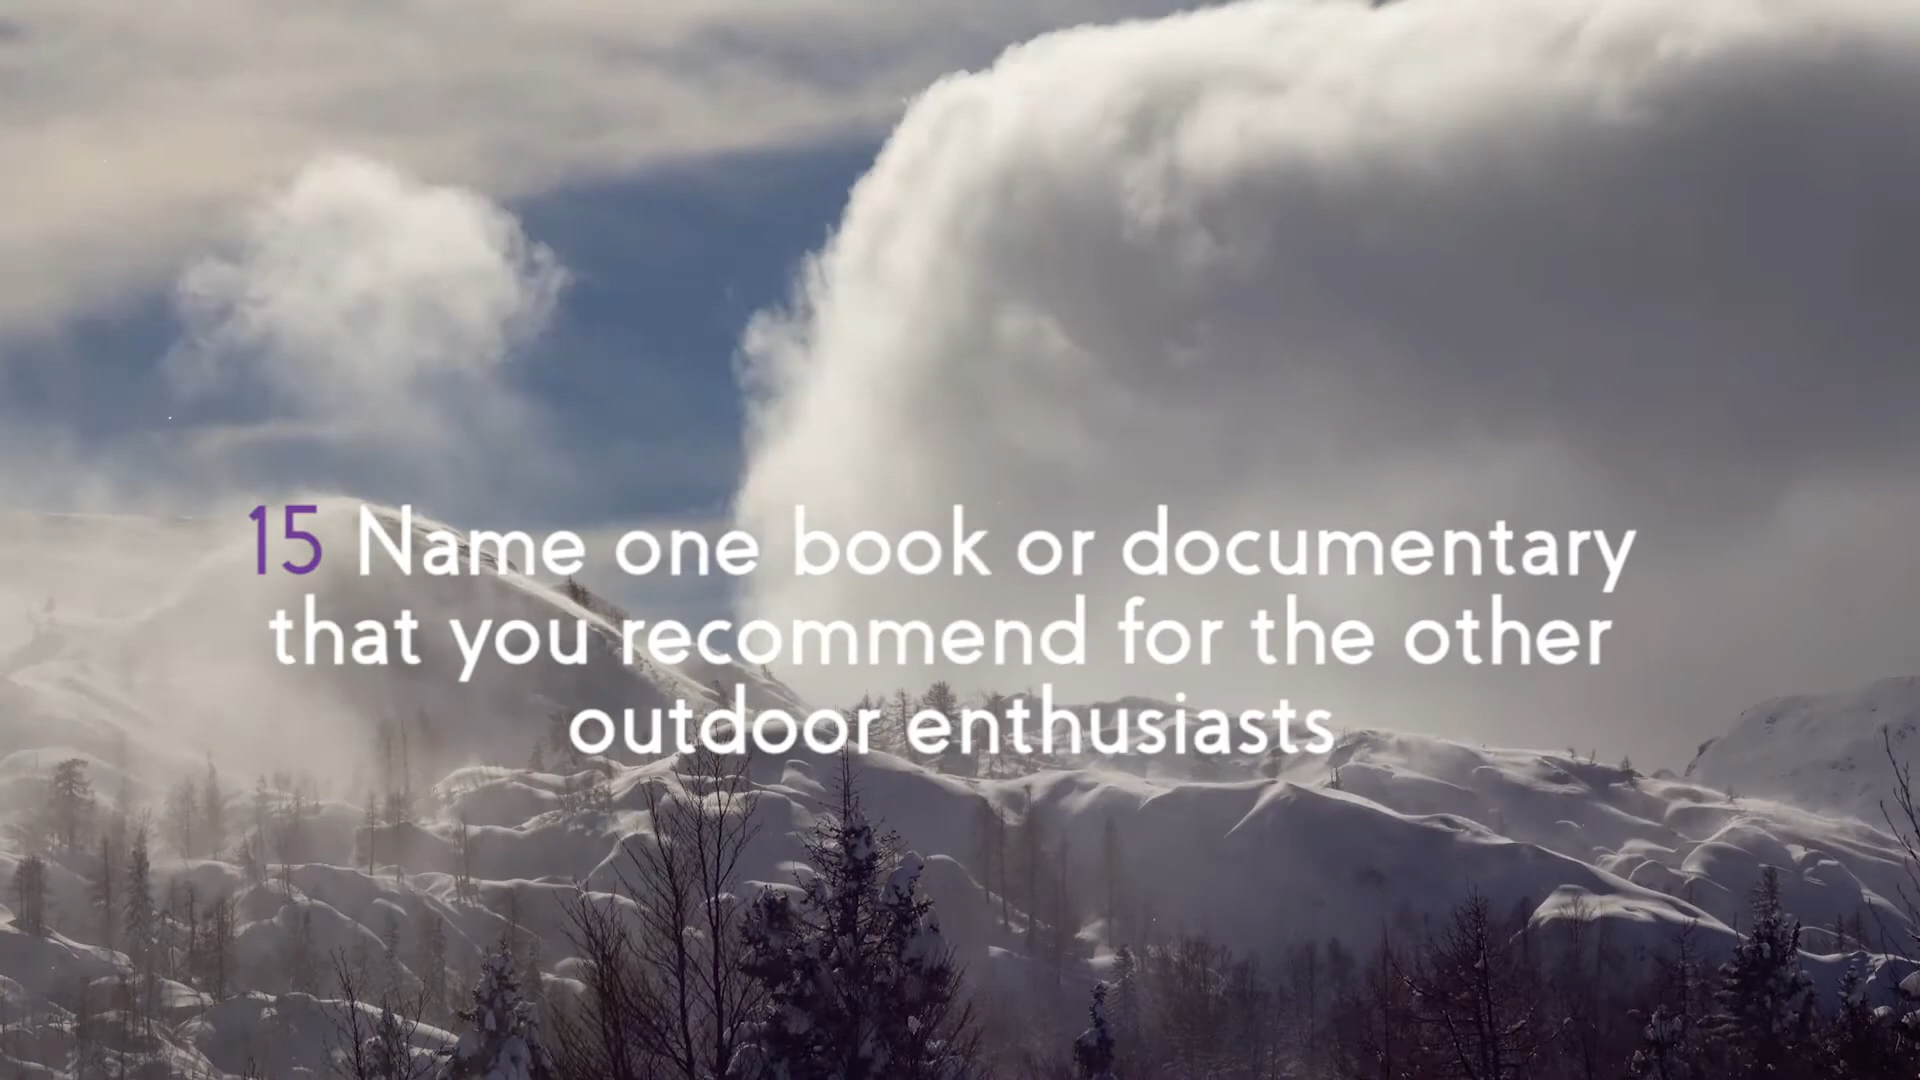 15 Name one book or documentary
that you recommend for the other
outdoor enthusiasts